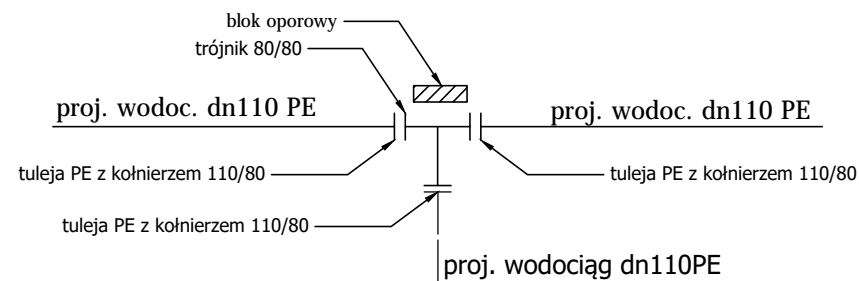 blok oporowy
trójnik 80/80
proj. wodoc. dn110 PE
proj. wodoc. dn110 PE
tuleja PE z kołnierzem 110/80
tuleja PE z kołnierzem 110/80
tuleja PE z kołnierzem 110/80
proj. wodociąg dn110PE